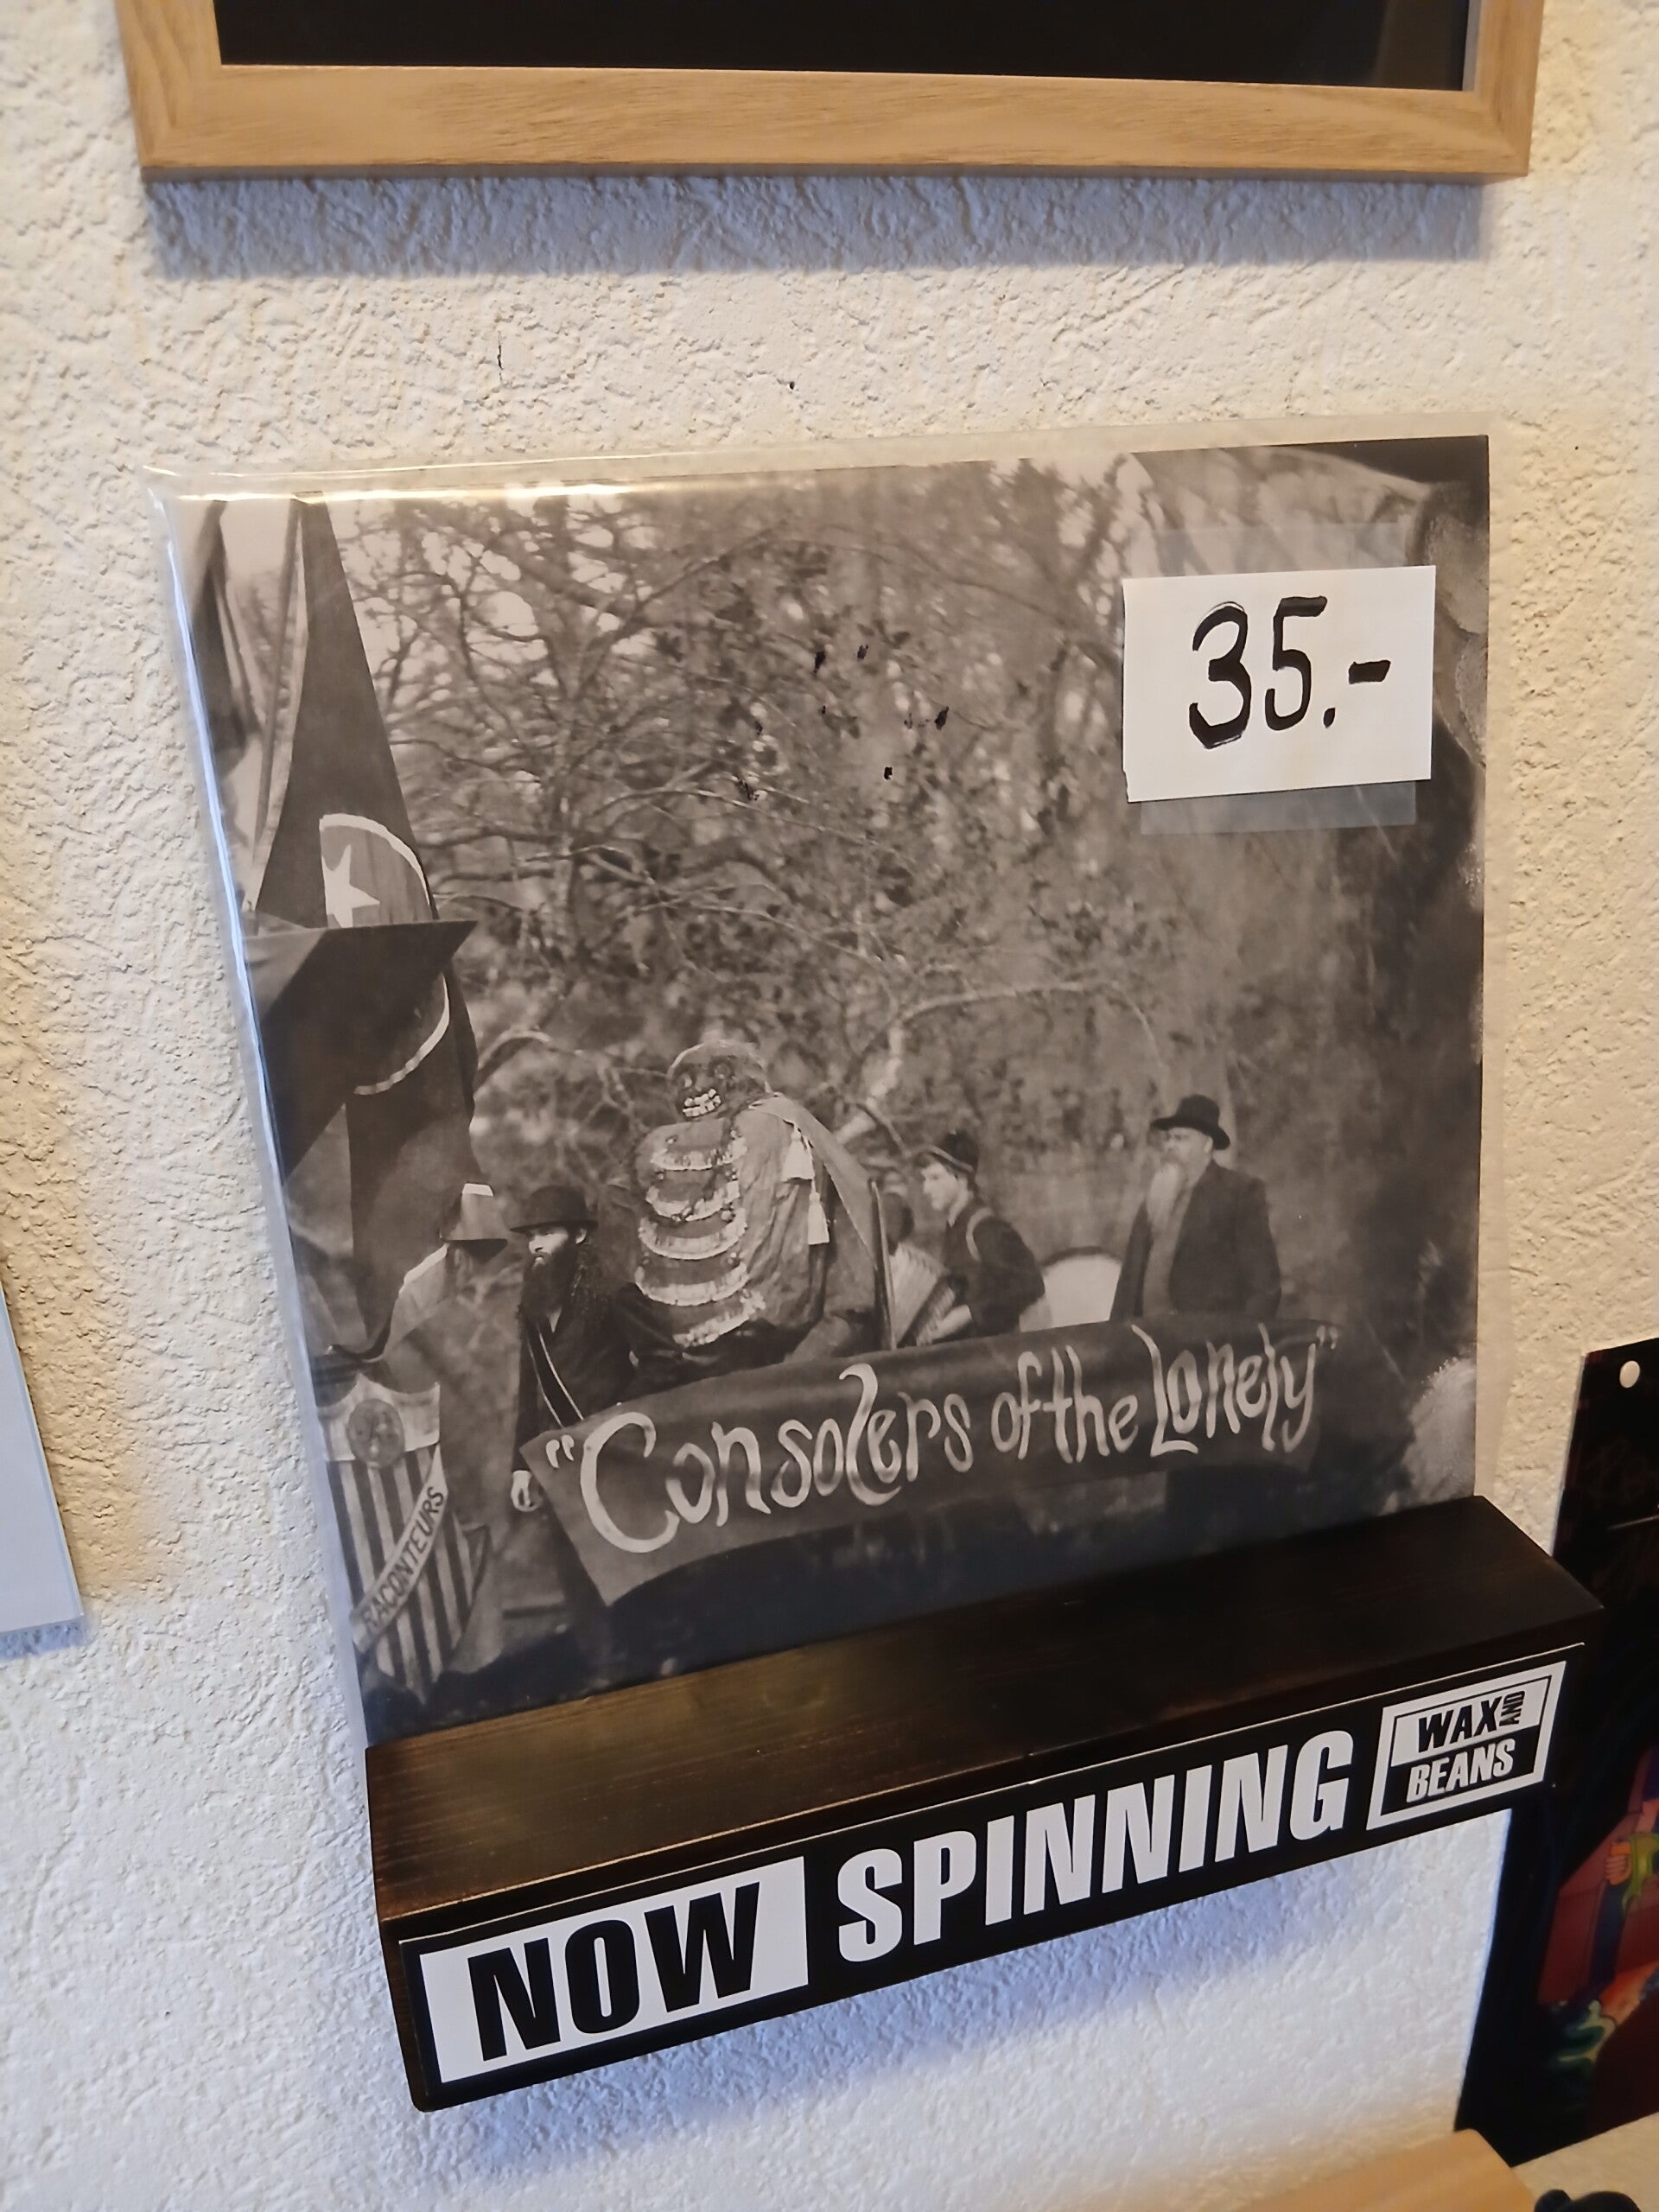 35.-
"Consolers of the Lonely"
RACONTEURS
NOW SPINNING
WAX AND
BEANS